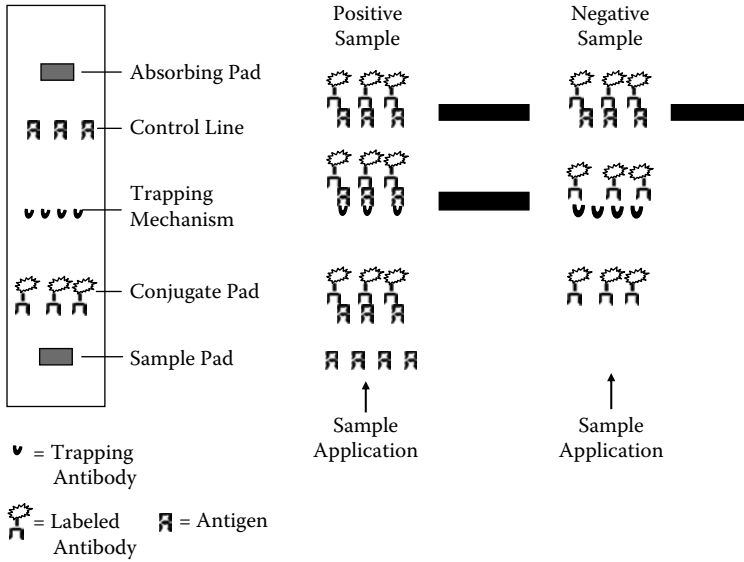 Positive
Sample
Negative
Sample
Absorbing Pad
Control Line
Trapping
Mechanism
Conjugate Pad
Sample Pad
Sample
Application
Sample
Application
= Trapping
Antibody
= Labeled
Antibody
= Antigen